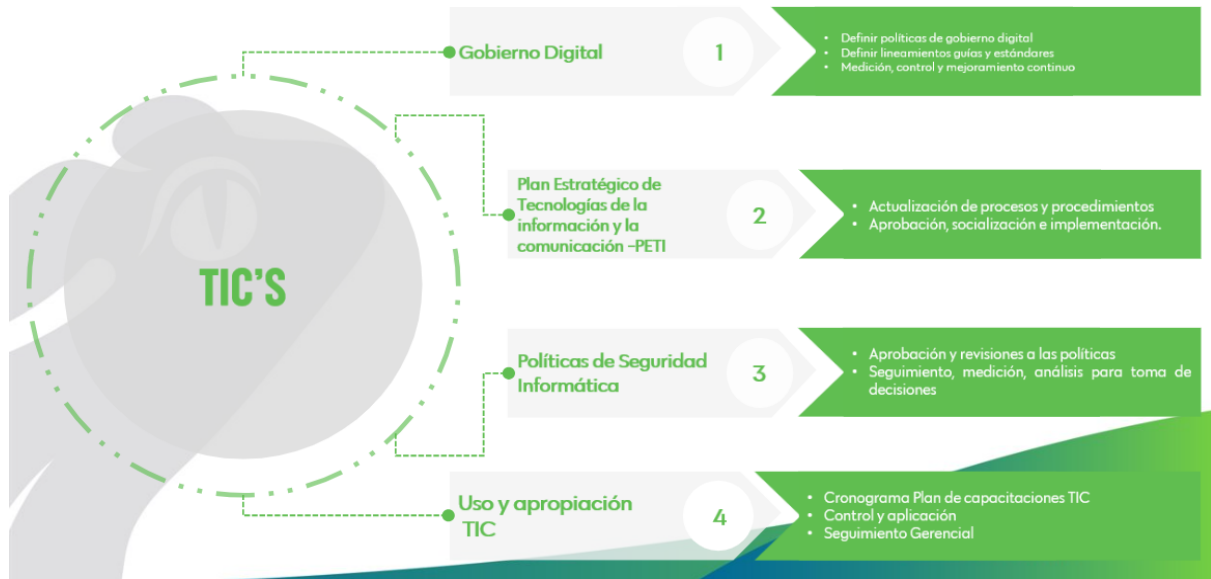 TIC'S
Gobierno Digital
1
• Definir políticas de gobierno digital
• Definir lineamientos guías y estándares
• Medición, control y mejoramiento continuo
Plan Estratégico de
Tecnologías de la
información y la
comunicación –PETI
2
• Actualización de procesos y procedimientos
• Aprobación, socialización e implementación.
Políticas de Seguridad
Informática
3
• Aprobación y revisiones a las políticas
• Seguimiento, medición, análisis para toma de
decisiones
Uso y apropiación
TIC
4
• Cronograma Plan de capacitaciones TIC
• Control y aplicación
• Seguimiento Gerencial